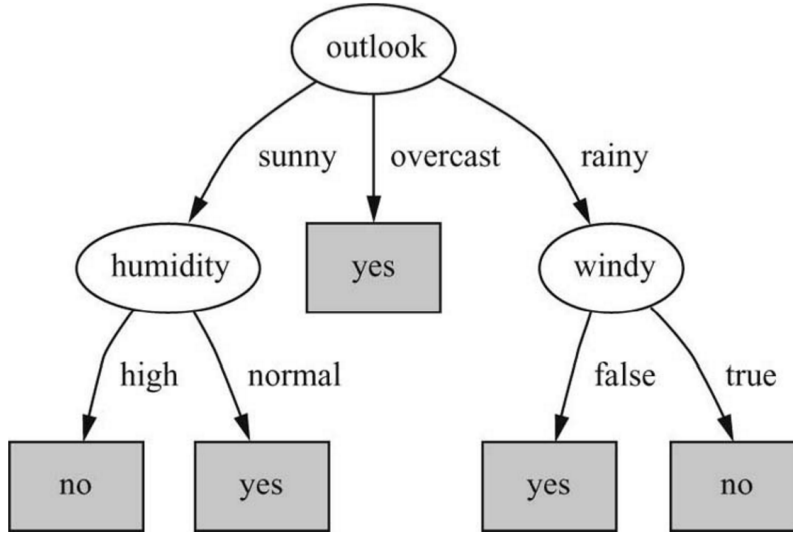 outlook
sunny overcast rainy
humidity yes windy
high normal false true
no yes yes no